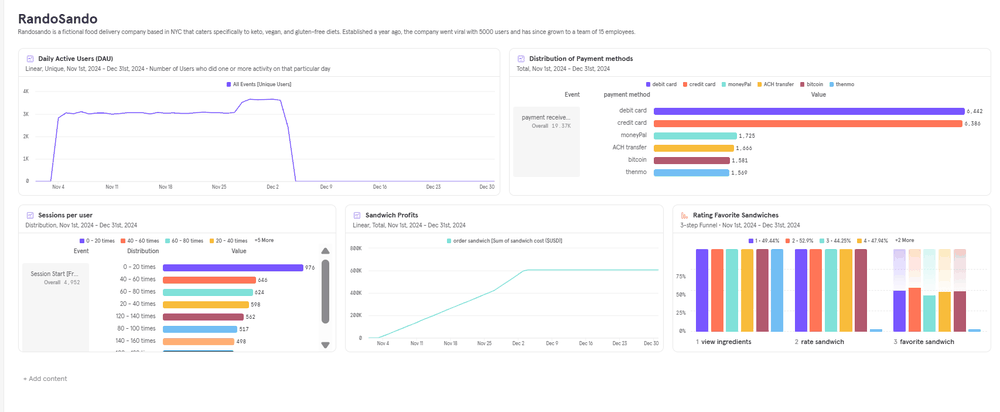 RandoSando
Randosando is a fictional food delivery company based in NYC that caters specifically to keto, vegan, and gluten-free diets. Established a year ago, the company went viral with 5000 users and has since grown to a team of 15 employees.
Daily Active Users (DAU)
Linear, Unique, Nov 1st, 2024 - Dec 31st, 2024 · Number of Users who did one or more activity on that particular day
All Events [Unique Users]
4K
3K
2K
1K
0
Nov 4 Nov 11 Nov 18 Nov 25 Dec 2 Dec 9 Dec 16 Dec 23 Dec 30
Distribution of Payment methods
Total, Nov 1st, 2024 - Dec 31st, 2024
debit card credit card moneyPal ACH transfer bitcoin thenmo
Event payment method Value
payment receive...
Overall 19.37K
debit card 6,442
credit card 6,386
moneyPal 1,725
ACH transfer 1,666
bitcoin 1,581
thenmo 1,569
Sessions per user
Distribution, Nov 1st, 2024 - Dec 31st, 2024
0 - 20 times 40 - 60 times 60 - 80 times 20 - 40 times +5 More
Event Distribution Value
Session Start [Fr...
Overall 4,952
0 - 20 times 976
40 - 60 times 646
60 - 80 times 624
20 - 40 times 598
120 - 140 times 562
80 - 100 times 517
140 - 160 times 498
Sandwich Profits
Linear, Total, Nov 1st, 2024 - Dec 31st, 2024
order sandwich [Sum of sandwich cost ($USD)]
800K
600K
400K
200K
0
Nov 4 Nov 11 Nov 18 Nov 25 Dec 2 Dec 9 Dec 16 Dec 23 Dec 30
Rating Favorite Sandwiches
3-step Funnel · Nov 1st, 2024 - Dec 31st, 2024
1 · 49.44% 2 · 52.9% 3 · 44.25% 4 · 47.94% +2 More
75%
50%
25%
0%
1 view ingredients 2 rate sandwich 3 favorite sandwich
+ Add content